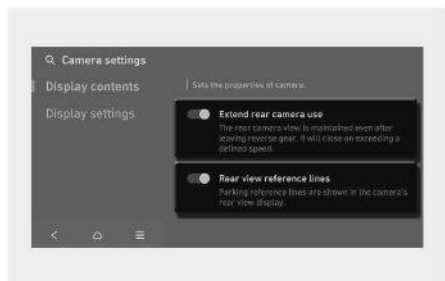 Camera settings
Display contents
Display settings
Sets the properties of camera.
Extend rear camera use
The rear camera view is maintained even after
leaving reverse gear. It will close an exceeding a
defined speed.
Rear view reference lines
Parking reference lines are shown in the camera's
rear view display.